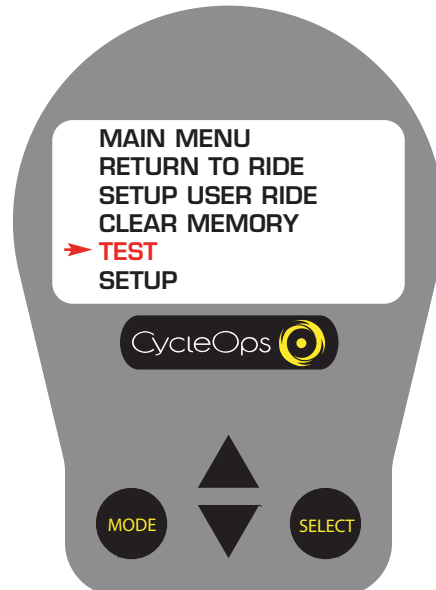 MAIN MENU
RETURN TO RIDE
SETUP USER RIDE
CLEAR MEMORY
TEST
SETUP
CycleOps
MODE
SELECT